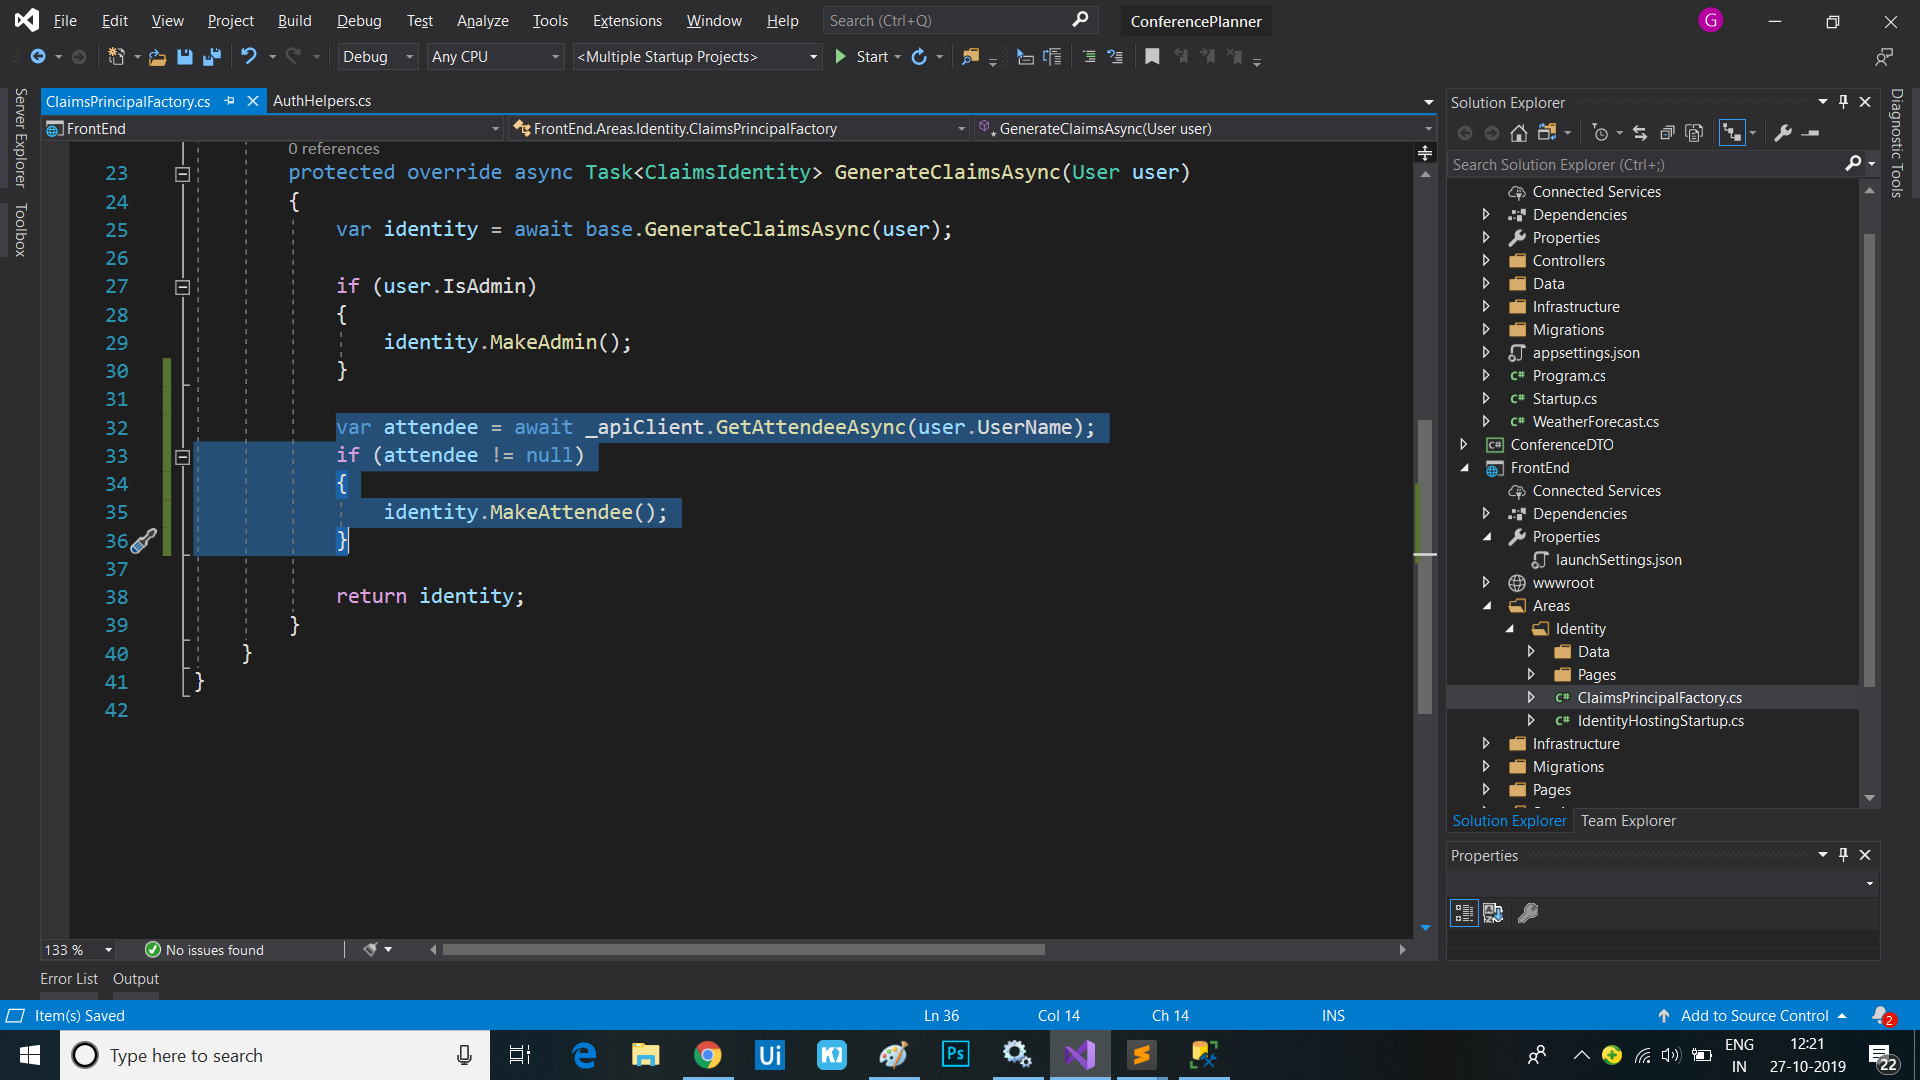 File Edit View Project Build Debug Test Analyze Tools Extensions Window Help Search (Ctrl+Q) ConferencePlanner G
Debug Any CPU <Multiple Startup Projects> Start
Server Explorer
Toolbox
ClaimsPrincipalFactory.cs AuthHelpers.cs
FrontEnd FrontEnd.Areas.Identity.ClaimsPrincipalFactory GenerateClaimsAsync(User user)
0 references
23 protected override async Task<ClaimsIdentity> GenerateClaimsAsync(User user)
24 {
25 var identity = await base.GenerateClaimsAsync(user);
26
27 if (user.IsAdmin)
28 {
29 identity.MakeAdmin();
30 }
31
32 var attendee = await _apiClient.GetAttendeeAsync(user.UserName);
33 if (attendee != null)
34 {
35 identity.MakeAttendee();
36 }
37
38 return identity;
39 }
40 }
41 }
42
133 % No issues found
Error List Output
Solution Explorer
Search Solution Explorer (Ctrl+;)
Connected Services
Dependencies
Properties
Controllers
Data
Infrastructure
Migrations
appsettings.json
C# Program.cs
C# Startup.cs
C# WeatherForecast.cs
C# ConferenceDTO
FrontEnd
Connected Services
Dependencies
Properties
launchSettings.json
wwwroot
Areas
Identity
Data
Pages
C# ClaimsPrincipalFactory.cs
C# IdentityHostingStartup.cs
Infrastructure
Migrations
Pages
Solution Explorer Team Explorer
Properties
Diagnostic Tools
Item(s) Saved Ln 36 Col 14 Ch 14 INS Add to Source Control 2
Type here to search Ui K Ps ENG IN 12:21 27-10-2019 22